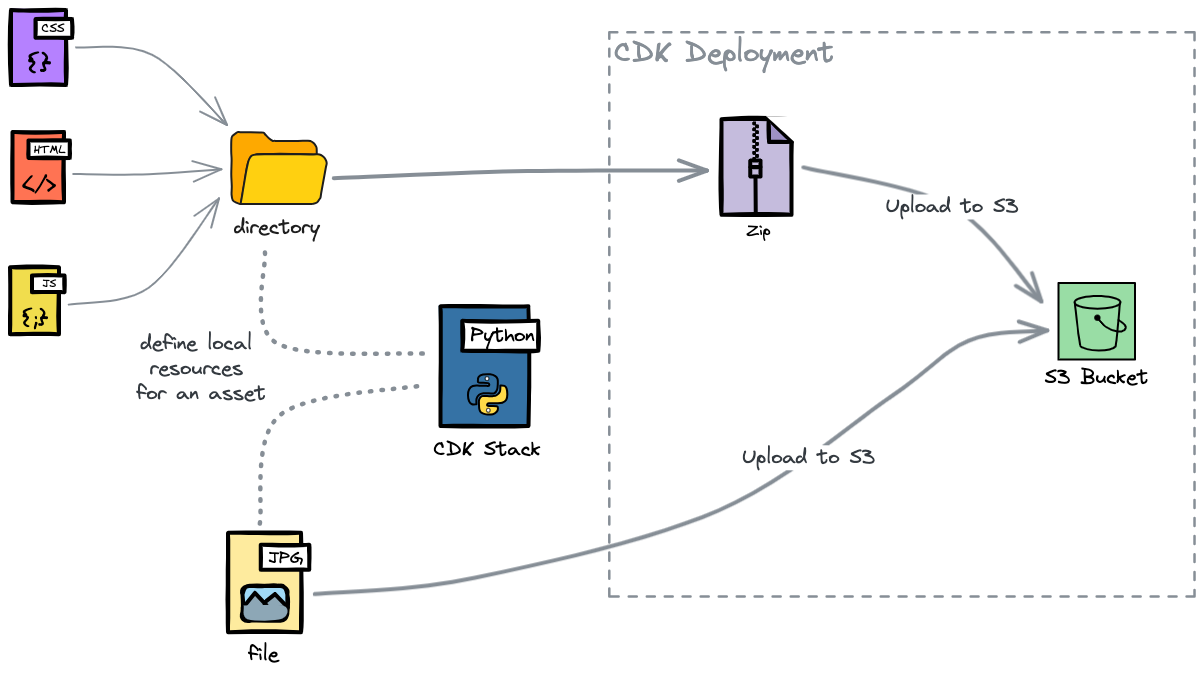 CSS
{}
CDK Deployment
HTML
</>
Zip
Upload to S3
directory
JS
{;}
define local
resources
for an asset
Python
CDK Stack
S3 Bucket
Upload to S3
JPG
file